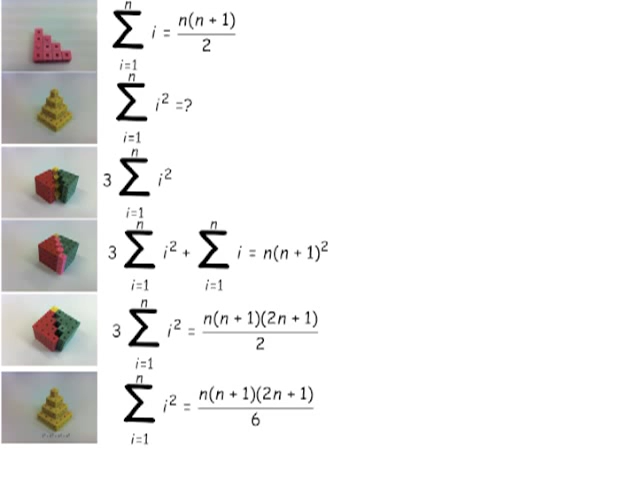 n∑i=1 i = n(n + 1)/2
n∑i=1 i² =?
3 n∑i=1 i²
3 n∑i=1 i² + n∑i=1 i = n(n + 1)²
3 n∑i=1 i² = n(n + 1)(2n + 1)/2
n∑i=1 i² = n(n + 1)(2n + 1)/6